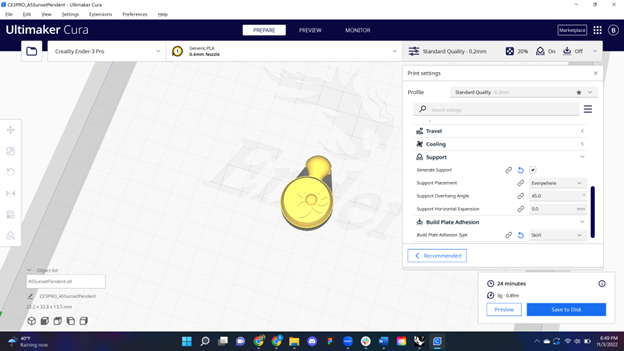 CE3PRO_ASSunsetPendent - Ultimaker Cura
File Edit View Settings Extensions Preferences Help
Ultimaker Cura PREPARE PREVIEW MONITOR Marketplace B
Creality Ender-3 Pro
Generic PLA
0.4mm Nozzle
Standard Quality - 0.2mm 20% On Off
Print settings
Profile Standard Quality - 0.2mm
Search settings
Travel
Cooling
Support
Generate Support
Support Placement Everywhere
Support Overhang Angle 45.0 °
Support Horizontal Expansion 0.0 mm
Build Plate Adhesion
Build Plate Adhesion Type Skirt
Recommended
Object list
ASSunsetPendent.stl
CE3PRO_ASSunsetPendent
24 minutes
3g · 0.89m
Preview Save to Disk
40°F
Raining now
6:49 PM
11/3/2022